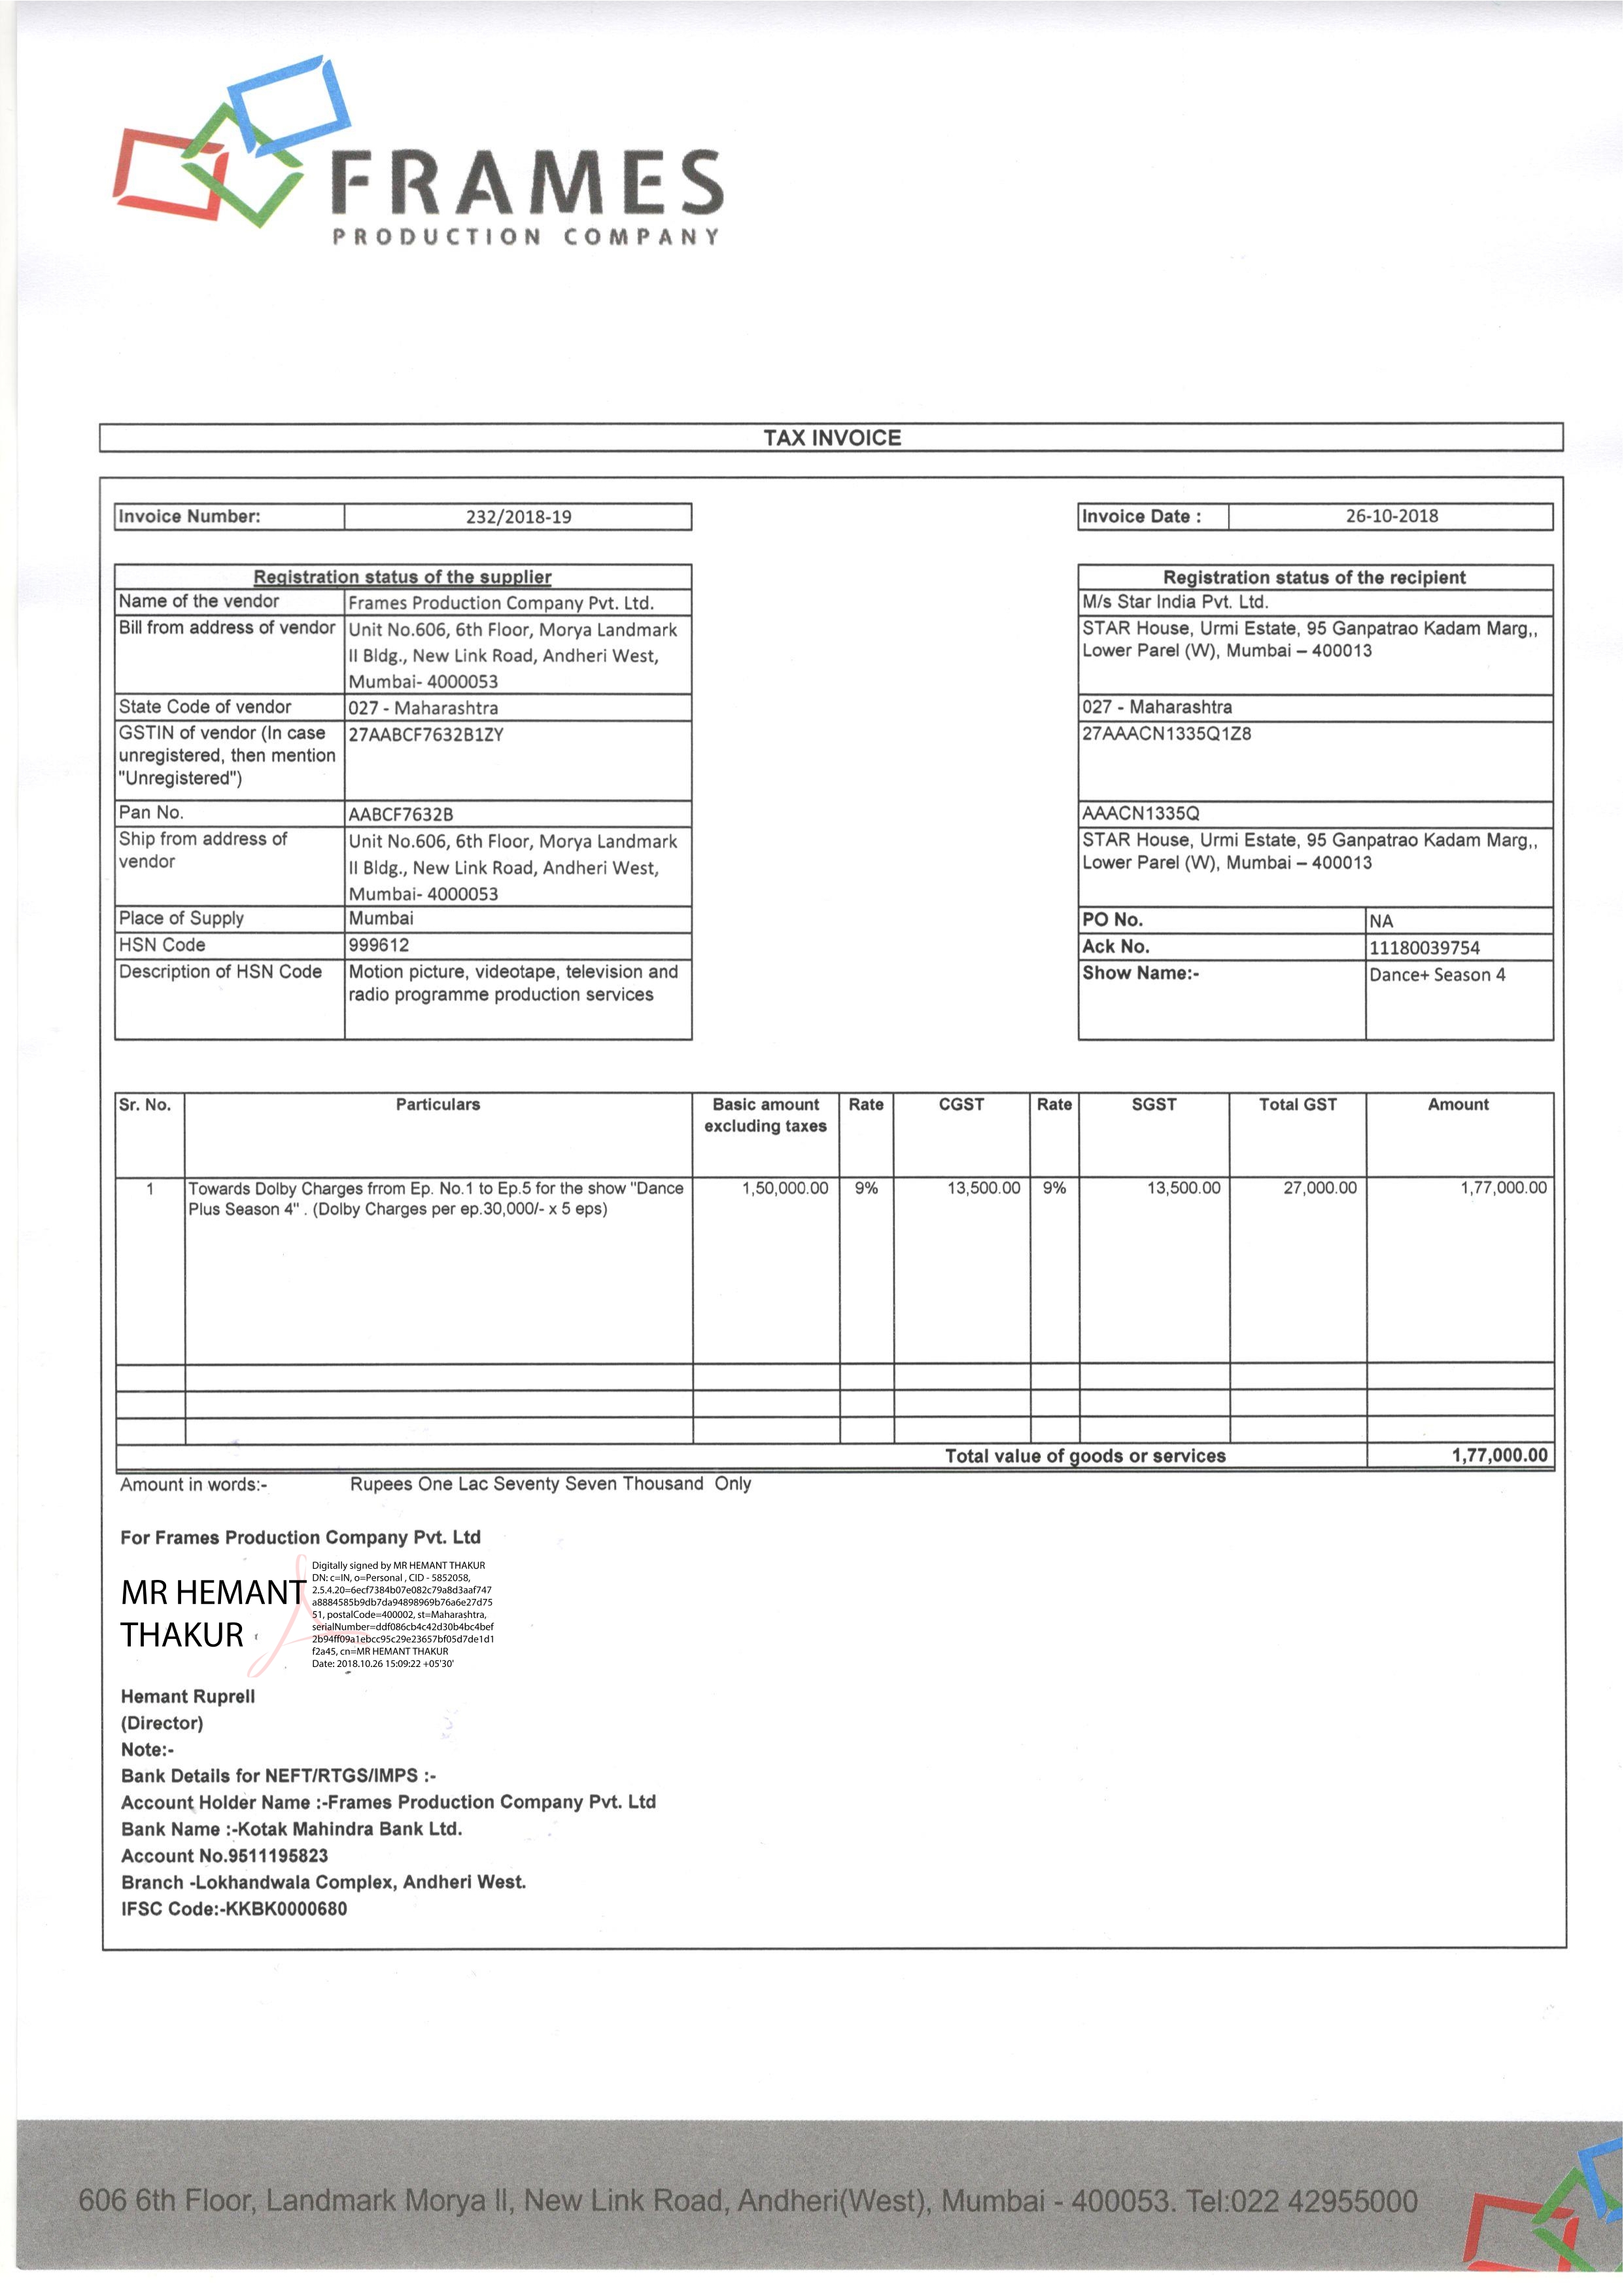 FRAMES
PRODUCTION COMPANY
TAX INVOICE
Invoice Number: 232/2018-19
Invoice Date : 26-10-2018
Registration status of the supplier
Name of the vendor Frames Production Company Pvt. Ltd.
Bill from address of vendor Unit No.606, 6th Floor, Morya Landmark
II Bldg., New Link Road, Andheri West,
Mumbai- 4000053
State Code of vendor 027 - Maharashtra
GSTIN of vendor (In case 27AABCF7632B1ZY
unregistered, then mention
"Unregistered")
Pan No. AABCF7632B
Ship from address of Unit No.606, 6th Floor, Morya Landmark
vendor II Bldg., New Link Road, Andheri West,
Mumbai- 4000053
Place of Supply Mumbai
HSN Code 999612
Description of HSN Code Motion picture, videotape, television and
radio programme production services
Registration status of the recipient
M/s Star India Pvt. Ltd.
STAR House, Urmi Estate, 95 Ganpatrao Kadam Marg,,
Lower Parel (W), Mumbai – 400013
027 - Maharashtra
27AAACN1335Q1Z8
AAACN1335Q
STAR House, Urmi Estate, 95 Ganpatrao Kadam Marg,,
Lower Parel (W), Mumbai – 400013
PO No. NA
Ack No. 11180039754
Show Name:- Dance+ Season 4
Sr. No. Particulars Basic amount Rate CGST Rate SGST Total GST Amount
excluding taxes
1 Towards Dolby Charges frrom Ep. No.1 to Ep.5 for the show "Dance 1,50,000.00 9% 13,500.00 9% 13,500.00 27,000.00 1,77,000.00
Plus Season 4" . (Dolby Charges per ep.30,000/- x 5 eps)
Total value of goods or services 1,77,000.00
Amount in words:- Rupees One Lac Seventy Seven Thousand Only
For Frames Production Company Pvt. Ltd
MR HEMANT
THAKUR
Digitally signed by MR HEMANT THAKUR
DN: c=IN, o=Personal , CID - 5852058,
2.5.4.20=6ecf7384b07e082c79a8d3aaf747
a8884585b9db7da94898969b76a6e27d75
51, postalCode=400002, st=Maharashtra,
serialNumber=ddf086cb4c42d30b4bc4bef
2b94ff09a1ebcc95c29e23657bf05d7de1d1
f2a45, cn=MR HEMANT THAKUR
Date: 2018.10.26 15:09:22 +05'30'
Hemant Ruprell
(Director)
Note:-
Bank Details for NEFT/RTGS/IMPS :-
Account Holder Name :-Frames Production Company Pvt. Ltd
Bank Name :-Kotak Mahindra Bank Ltd.
Account No.9511195823
Branch -Lokhandwala Complex, Andheri West.
IFSC Code:-KKBK0000680
606 6th Floor, Landmark Morya II, New Link Road, Andheri(West), Mumbai - 400053. Tel:022 42955000